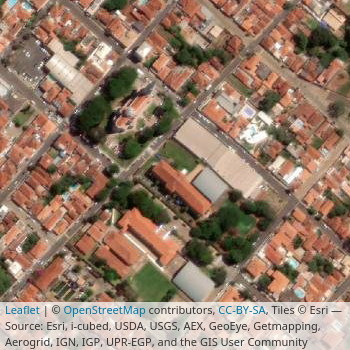 Leaflet | © OpenStreetMap contributors, CC-BY-SA, Tiles © Esri —
Source: Esri, i-cubed, USDA, USGS, AEX, GeoEye, Getmapping,
Aerogrid, IGN, IGP, UPR-EGP, and the GIS User Community